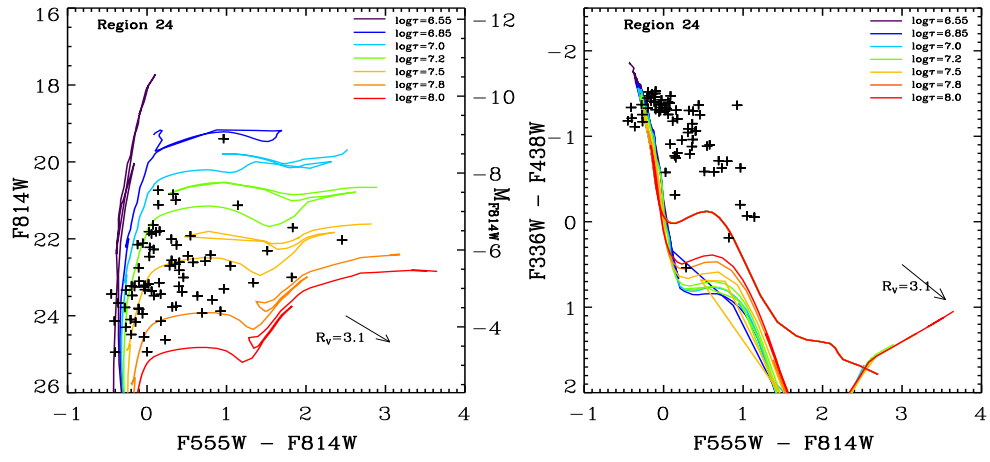 Region 24
logτ=6.55
logτ=6.85
logτ=7.0
logτ=7.2
logτ=7.5
logτ=7.8
logτ=8.0
16
18
20
22
24
26
F814W
−12
−10
−8
−6
−4
M_F814W
R_V=3.1
−1 0 1 2 3 4
F555W − F814W
Region 24
logτ=6.55
logτ=6.85
logτ=7.0
logτ=7.2
logτ=7.5
logτ=7.8
logτ=8.0
−2
−1
0
1
2
F336W − F438W
R_V=3.1
−1 0 1 2 3 4
F555W − F814W